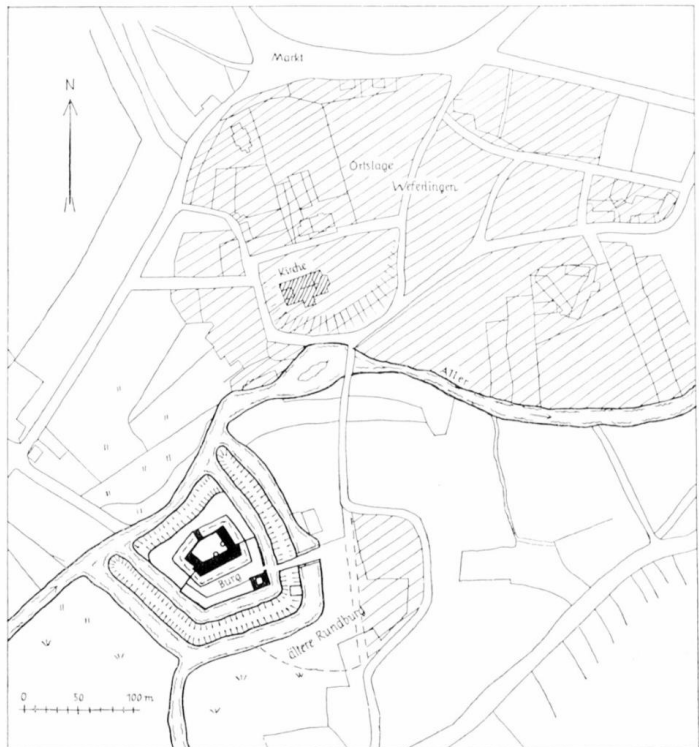 Markt
N
Ortslage
Weferlingen
Kirche
Aller
Burg
ältere Rundburg
0 50 100 m